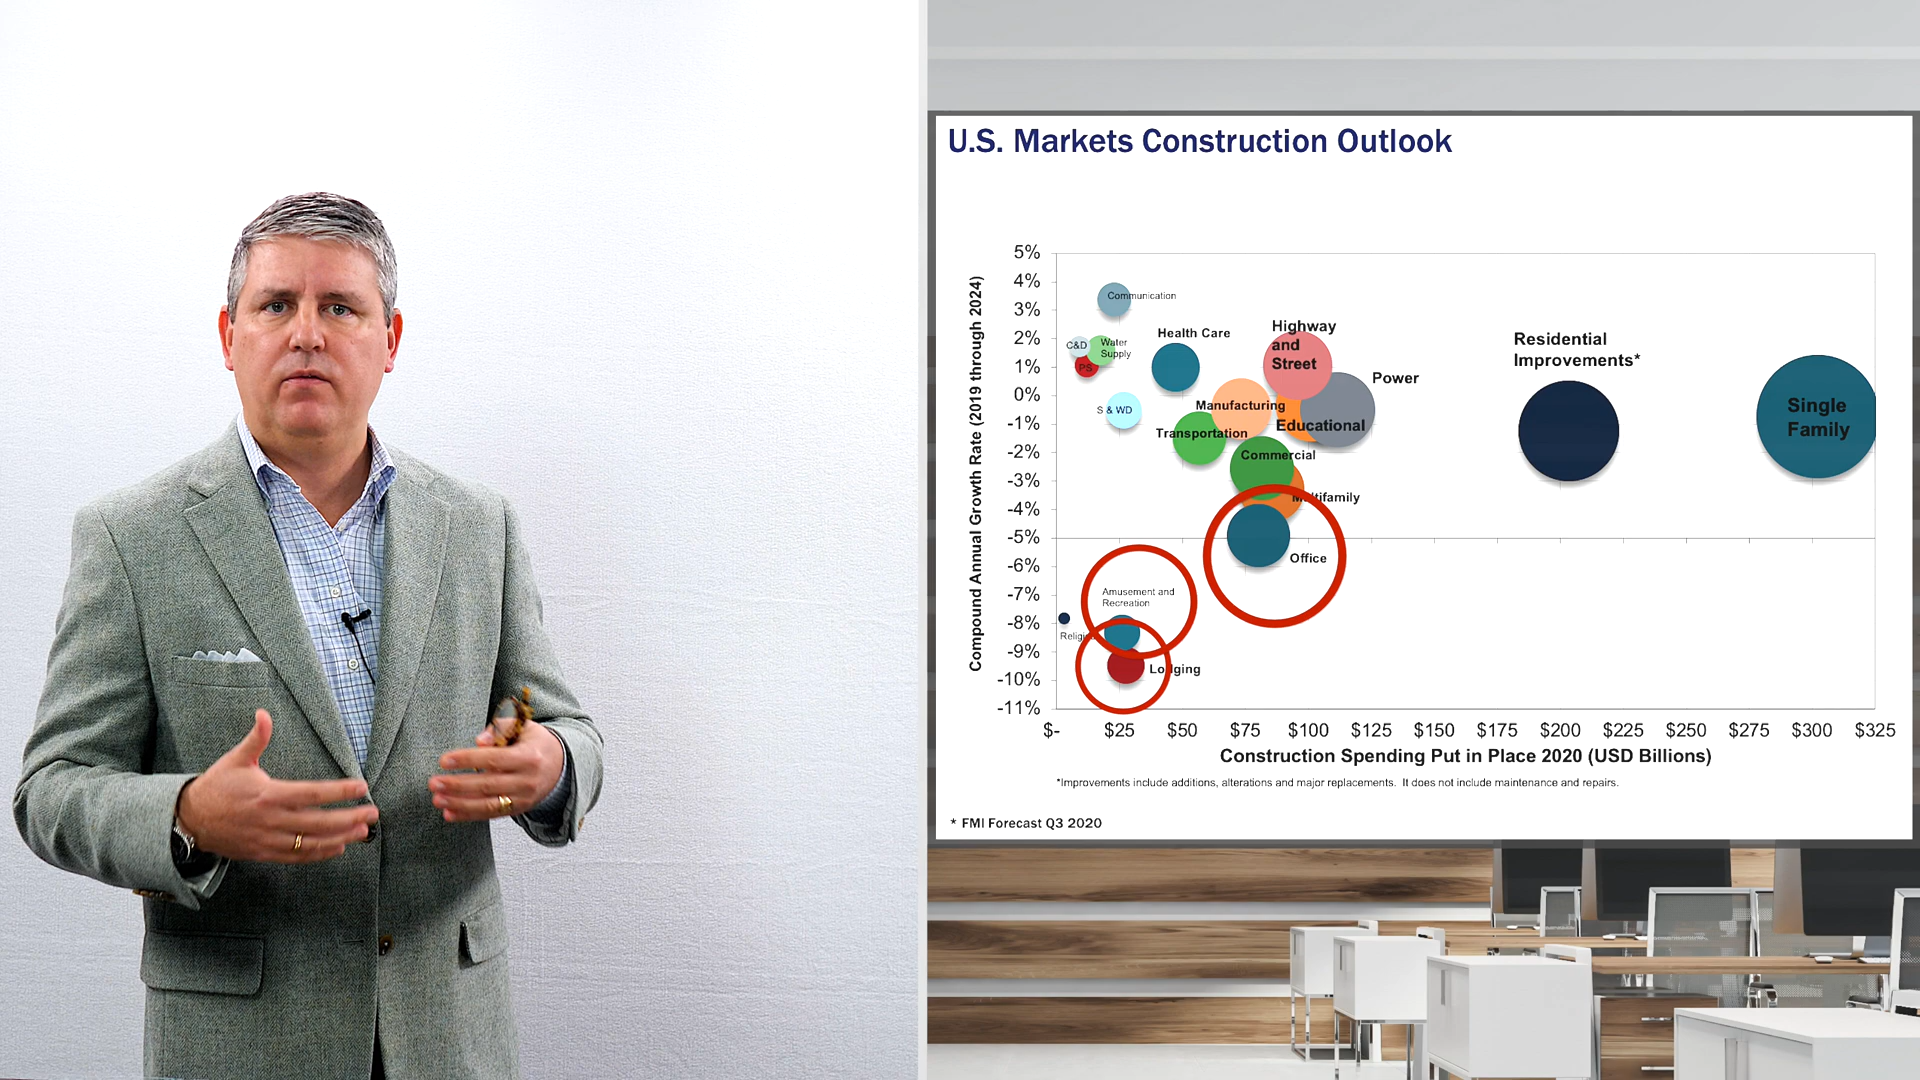 U.S. Markets Construction Outlook
Compound Annual Growth Rate (2019 through 2024)
5%
4%
3%
2%
1%
0%
-1%
-2%
-3%
-4%
-5%
-6%
-7%
-8%
-9%
-10%
-11%
Communication
C&D
Water
Supply
PS
Health Care
Highway
and
Street
Power
Residential
Improvements*
Single
Family
S & WD
Manufacturing
Educational
Transportation
Commercial
Multifamily
Office
Amusement and
Recreation
Lodging
$-
$25
$50
$75
$100
$125
$150
$175
$200
$225
$250
$275
$300
$325
Construction Spending Put in Place 2020 (USD Billions)
*Improvements include additions, alterations and major replacements. It does not include maintenance and repairs.
* FMI Forecast Q3 2020